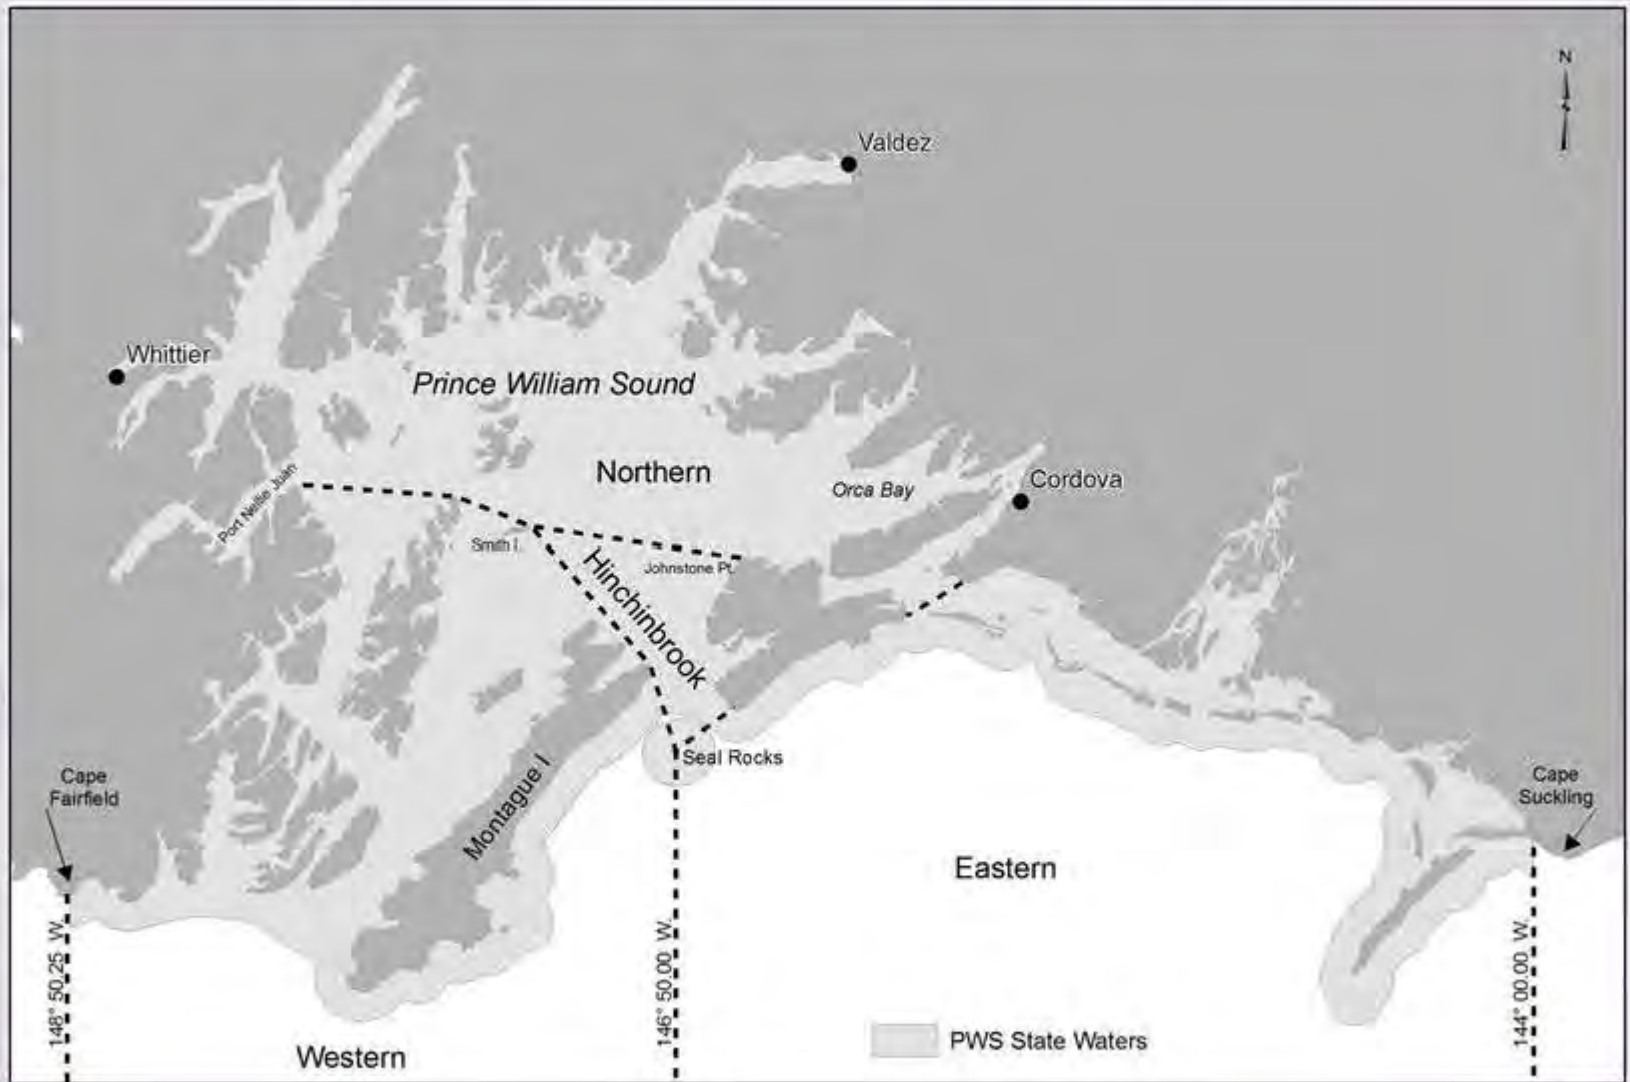 N
Valdez
Whittier
Prince William Sound
Northern
Orca Bay
Cordova
Port Nellie Juan
Smith I.
Johnstone Pt.
Hinchinbrook
Seal Rocks
Montague I
Cape
Fairfield
Cape
Suckling
Eastern
148° 50.25 W.
146° 50.00 W.
144° 00.00 W.
PWS State Waters
Western